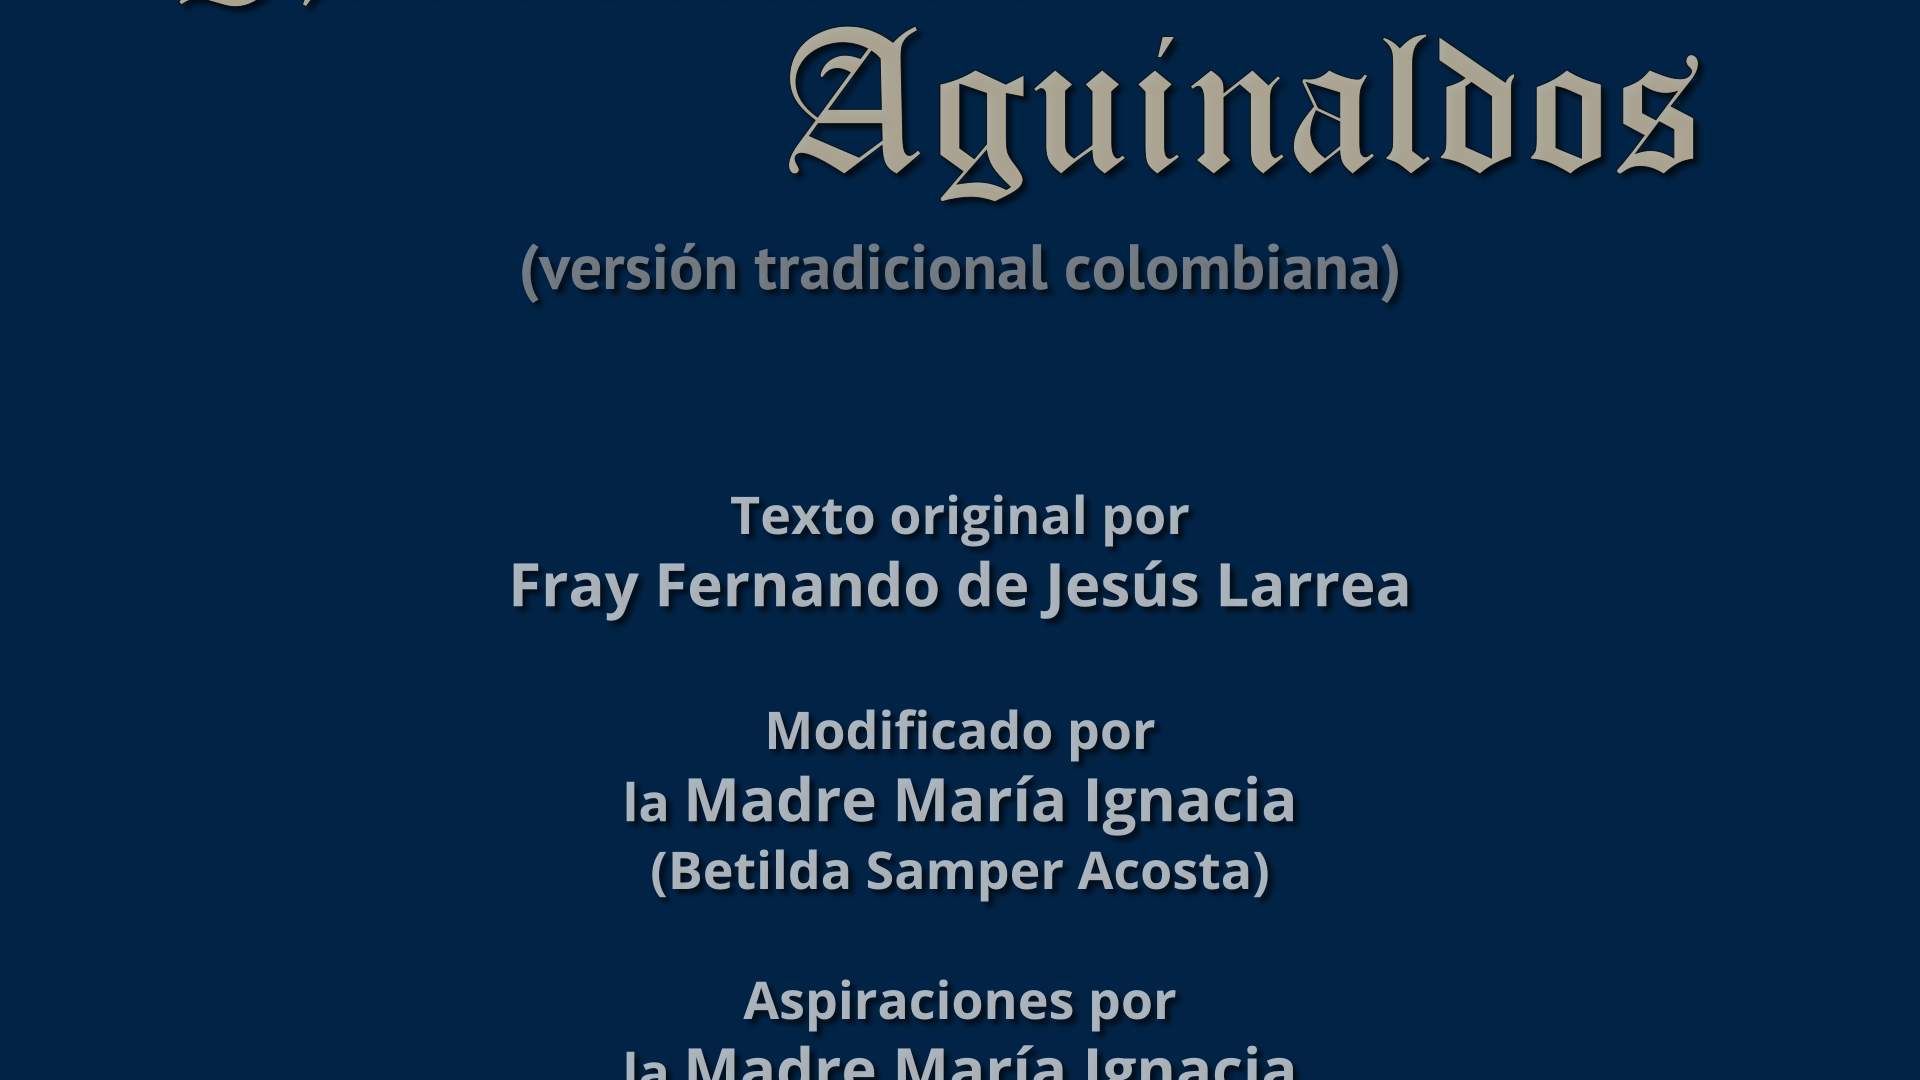 Aguinaldos
(versión tradicional colombiana)
Texto original por
Fray Fernando de Jesús Larrea
Modificado por
la Madre María Ignacia
(Betilda Samper Acosta)
Aspiraciones por
la Madre María Ignacia